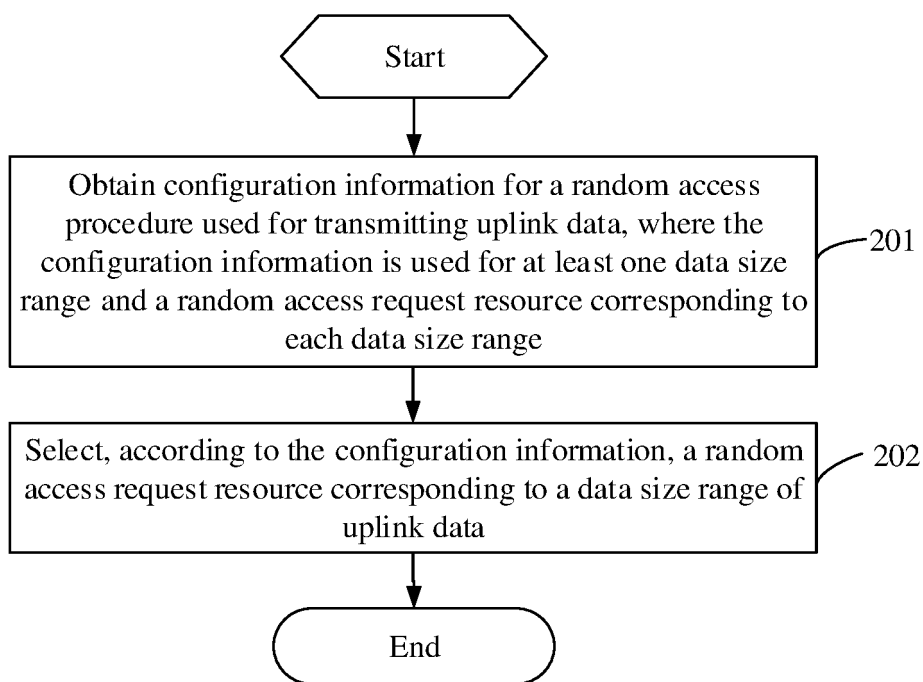 Start
Obtain configuration information for a random access
procedure used for transmitting uplink data, where the
configuration information is used for at least one data size
range and a random access request resource corresponding to
each data size range
201
Select, according to the configuration information, a random
access request resource corresponding to a data size range of
uplink data
202
End